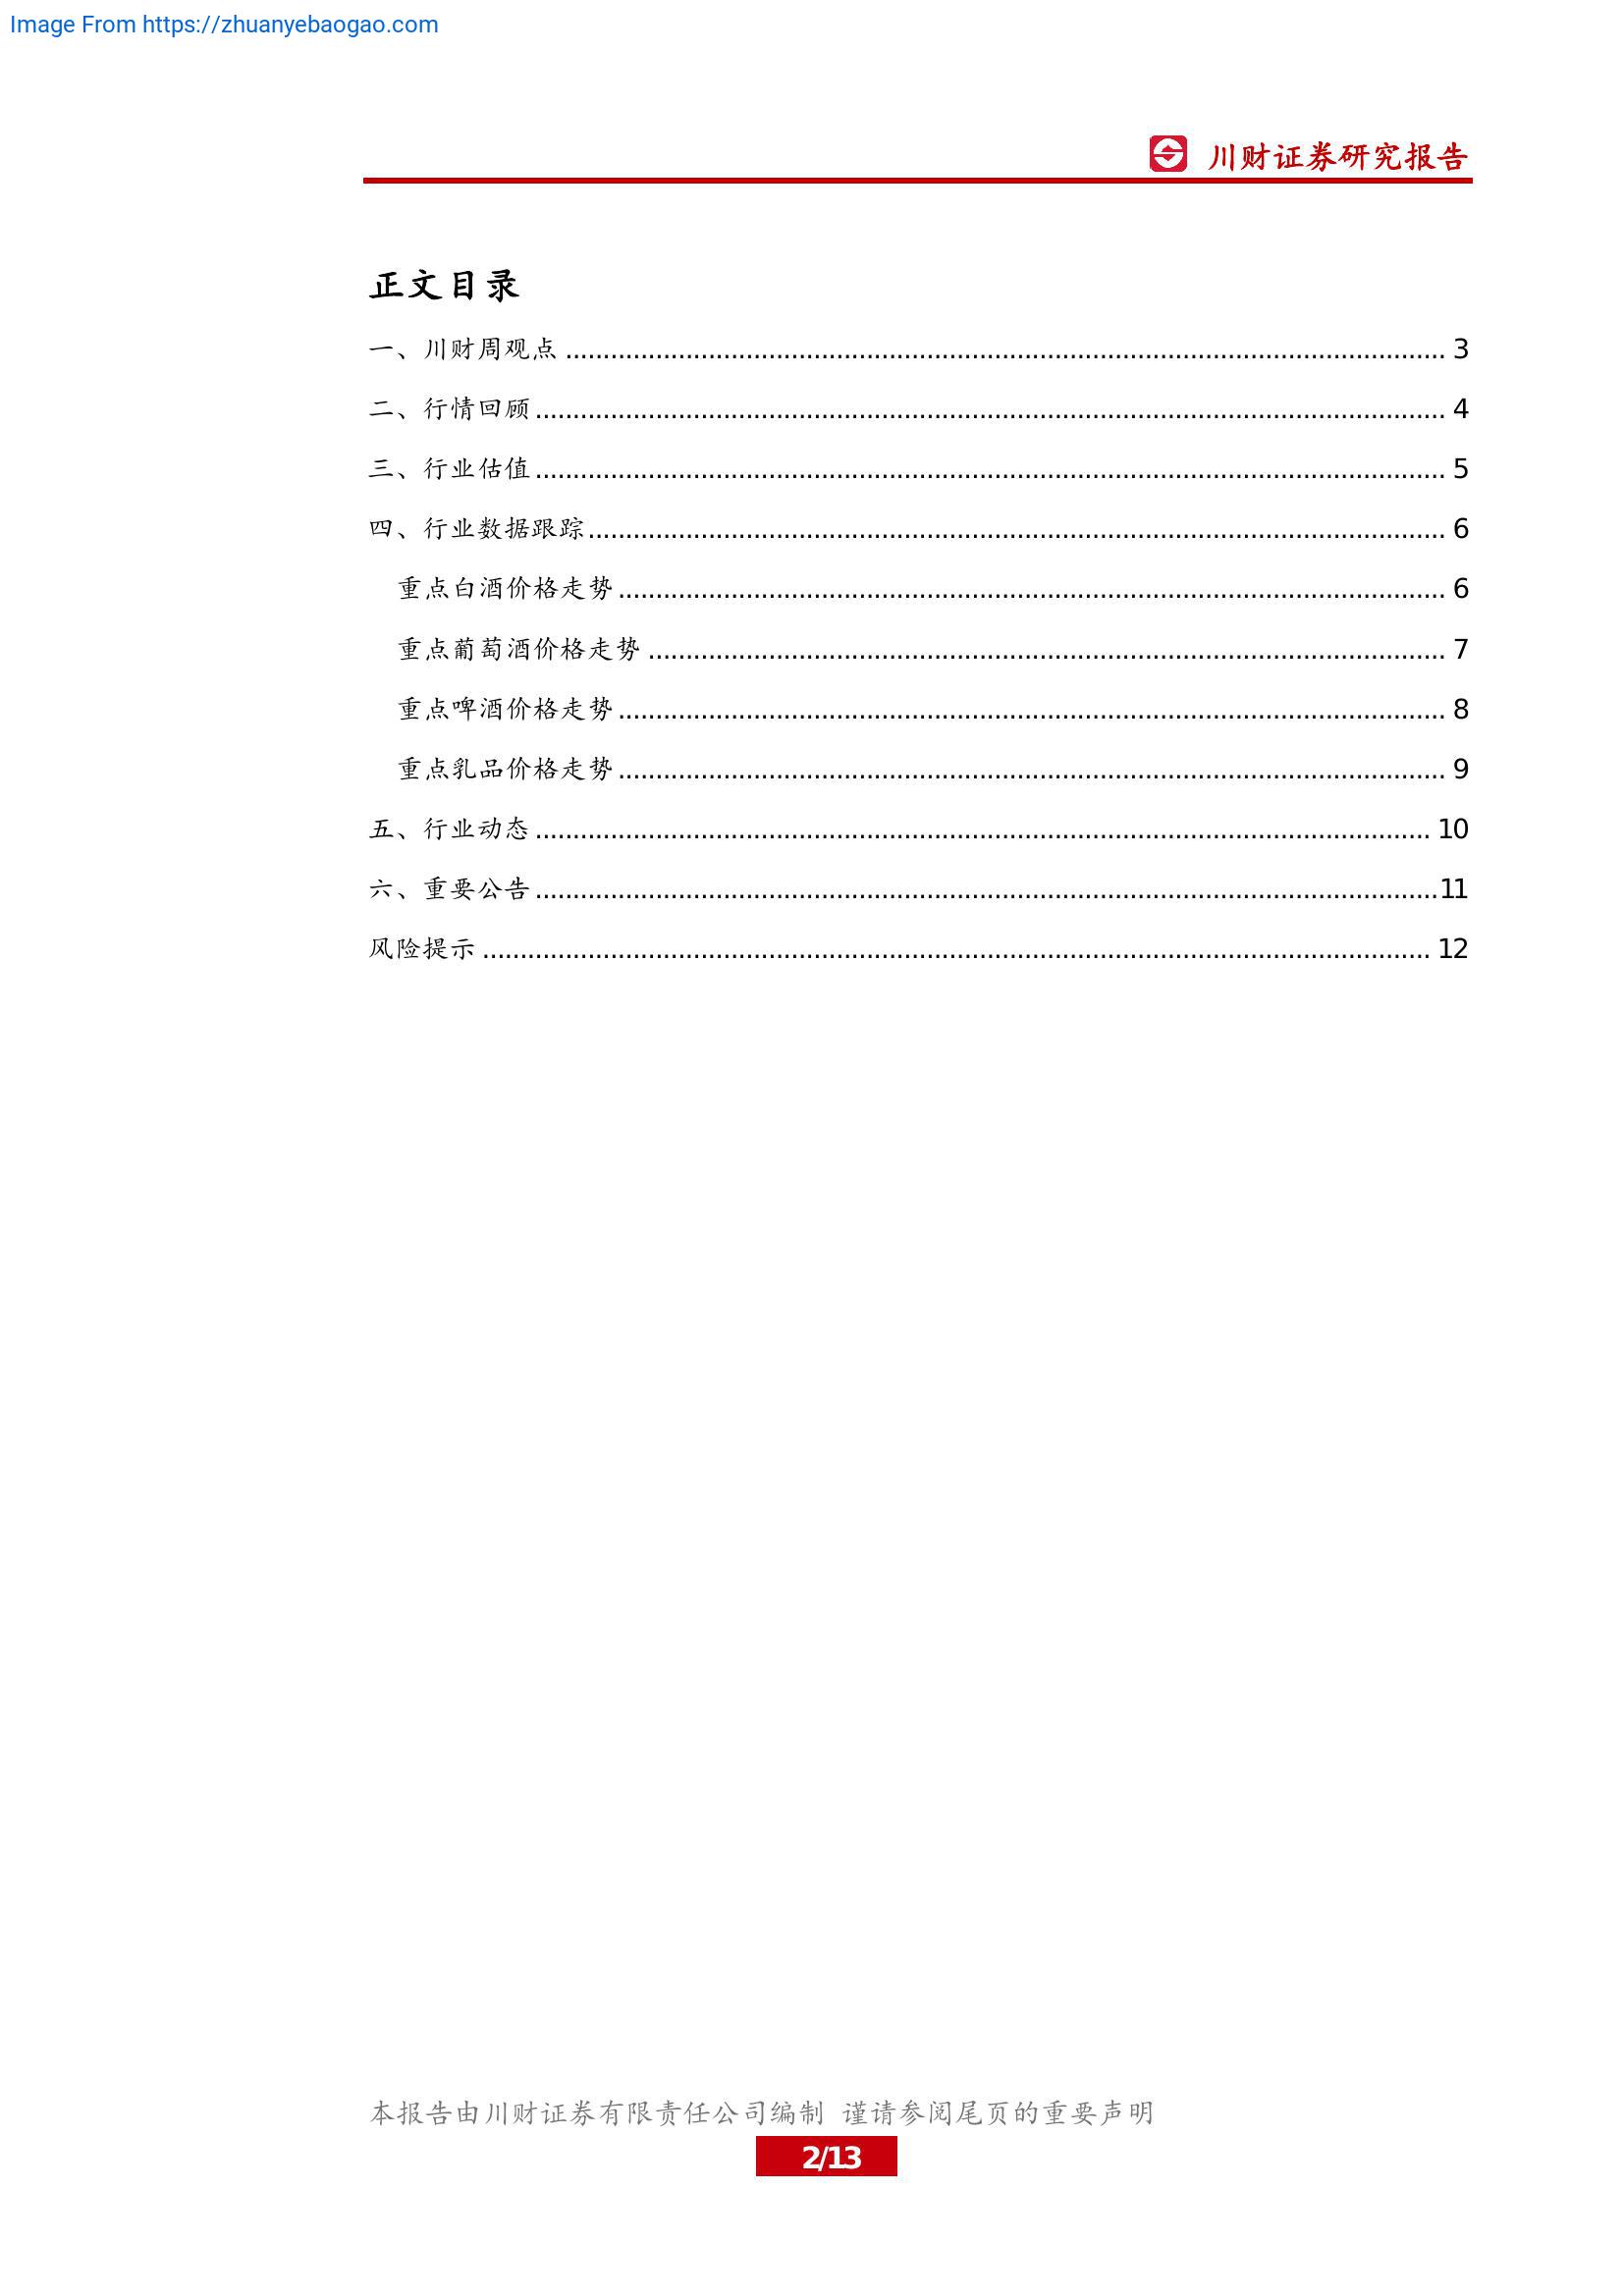 Image From https://zhuanyebaogao.com
川财证券研究报告
正文目录
一、川财周观点 3
二、行情回顾 4
三、行业估值 5
四、行业数据跟踪 6
重点白酒价格走势 6
重点葡萄酒价格走势 7
重点啤酒价格走势 8
重点乳品价格走势 9
五、行业动态 10
六、重要公告 11
风险提示 12
本报告由川财证券有限责任公司编制 谨请参阅尾页的重要声明
2/13